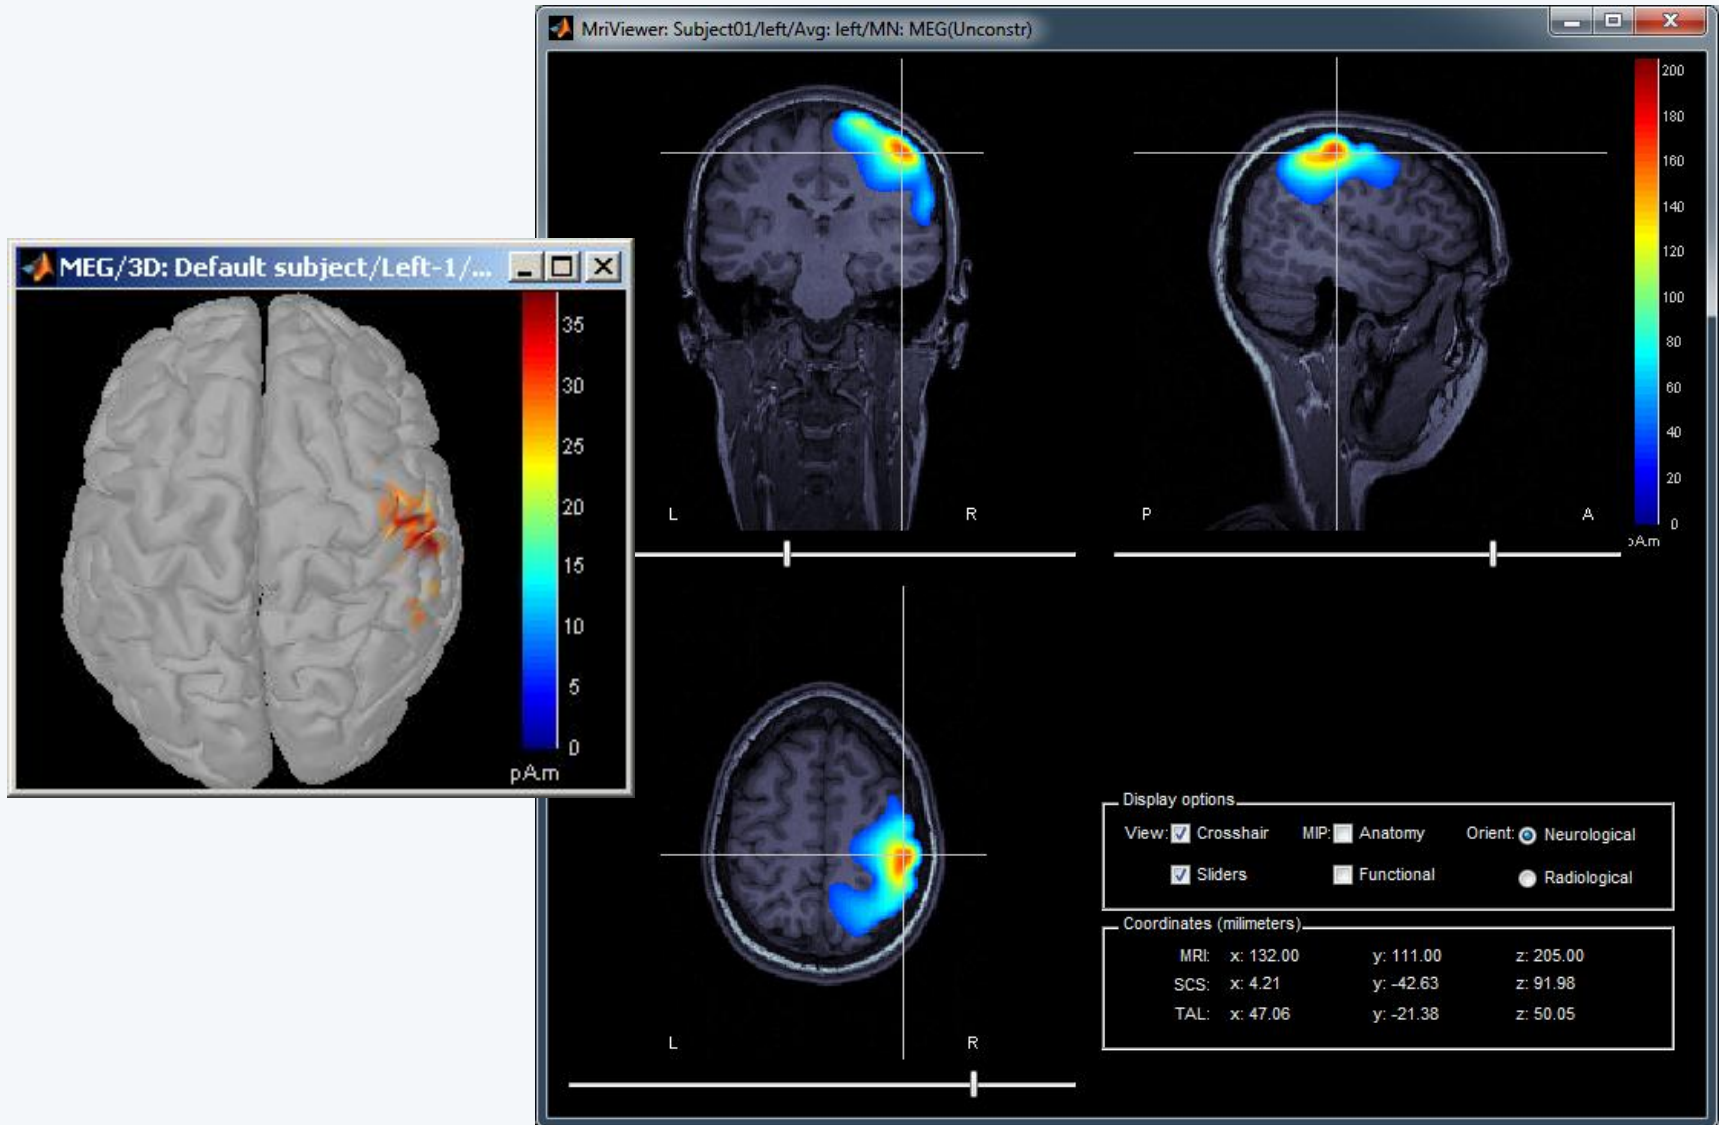 MriViewer: Subject01/left/Avg: left/MN: MEG(Unconstr)
200
180
160
140
120
100
80
60
40
20
0
L R
P A
MEG/3D: Default subject/Left-1/...
35
30
25
20
15
10
5
0
pA.m
L R
Display options
View: Crosshair MIP: Anatomy Orient: Neurological
Sliders Functional Radiological
Coordinates (milimeters)
MRI: x: 132.00 y: 111.00 z: 205.00
SCS: x: 4.21 y: -42.63 z: 91.98
TAL: x: 47.06 y: -21.38 z: 50.05